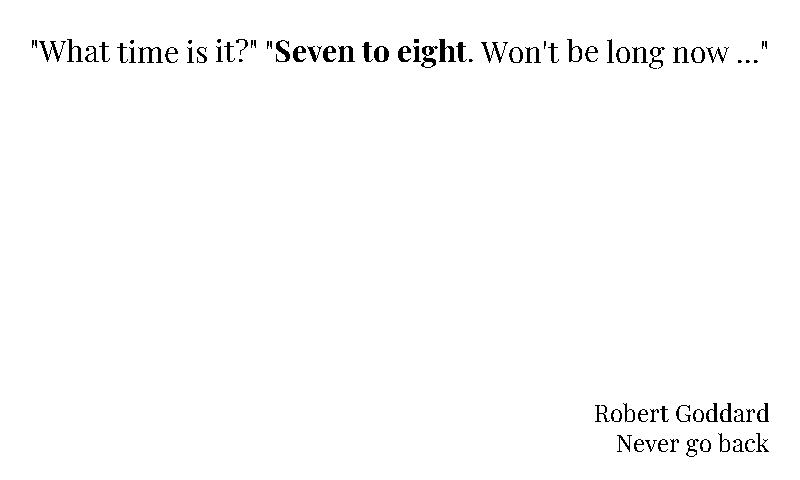 "What time is it?" "Seven to eight. Won't be long now ..."
Robert Goddard
Never go back